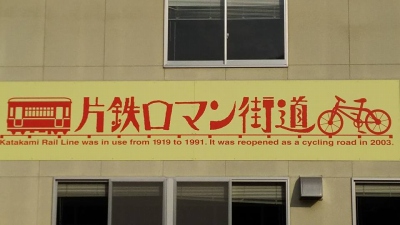 片鉄ロマン街道
Katakami Rail Line was in use from 1919 to 1991. It was reopened as a cycling road in 2003.